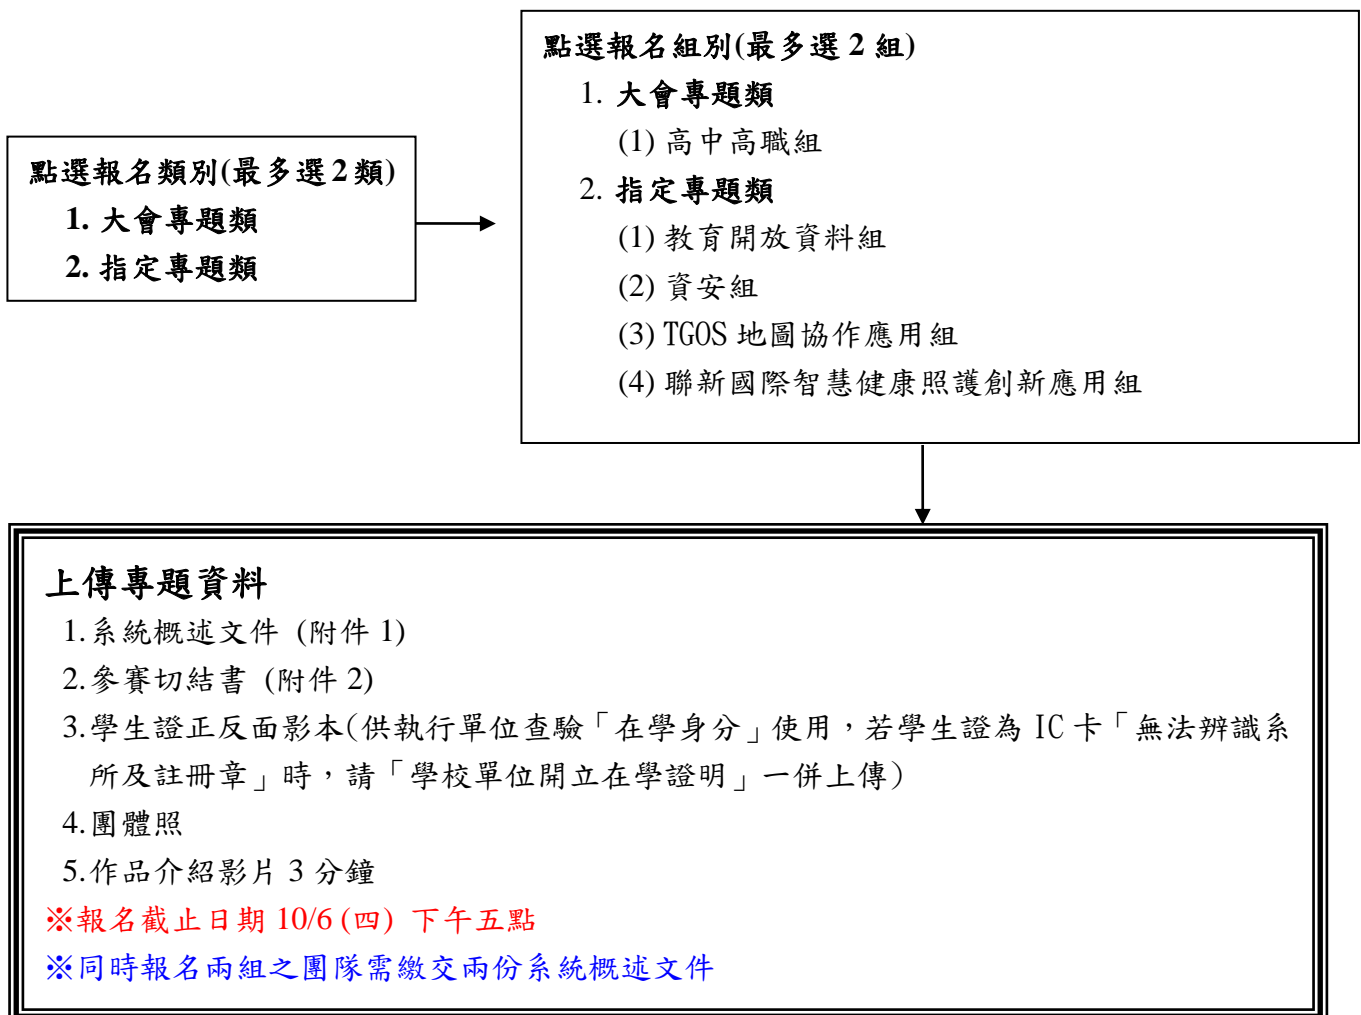 點選報名類別(最多選 2 類)
1. 大會專題類
2. 指定專題類
點選報名組別(最多選 2 組)
1. 大會專題類
(1) 高中高職組
2. 指定專題類
(1) 教育開放資料組
(2) 資安組
(3) TGOS 地圖協作應用組
(4) 聯新國際智慧健康照護創新應用組
上傳專題資料
1.系統概述文件 (附件 1)
2.參賽切結書 (附件 2)
3.學生證正反面影本(供執行單位查驗「在學身分」使用，若學生證為 IC 卡「無法辨識系
所及註冊章」時，請「學校單位開立在學證明」一併上傳)
4.團體照
5.作品介紹影片 3 分鐘
※報名截止日期 10/6 (四) 下午五點
※同時報名兩組之團隊需繳交兩份系統概述文件